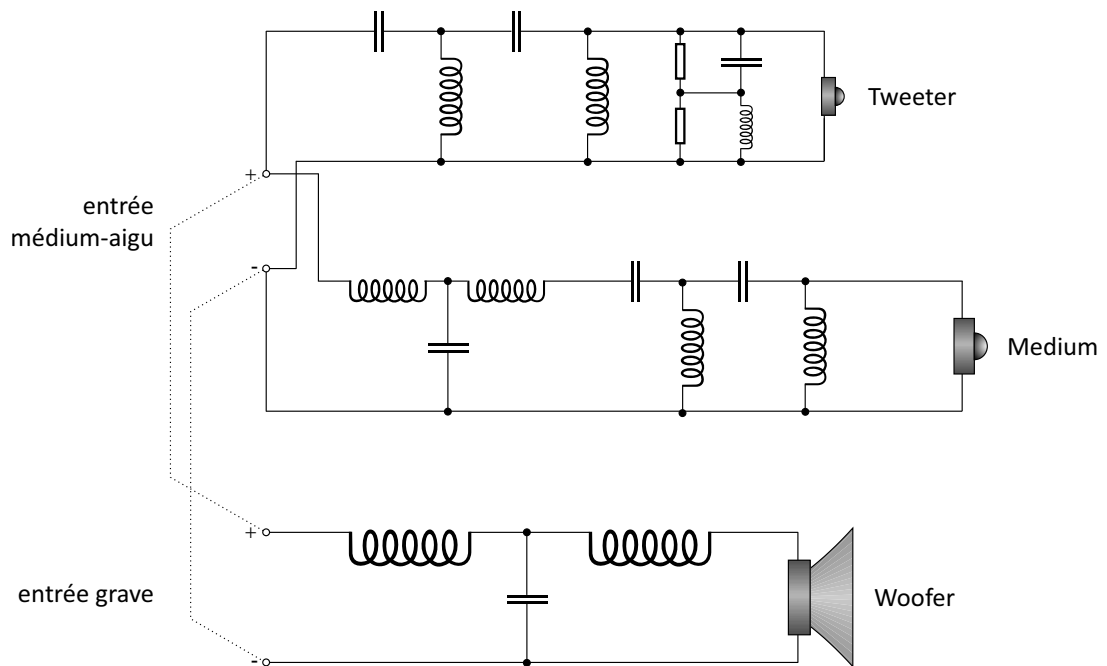 Tweeter
+
entrée
médium-aigu
-
Medium
+
entrée grave
Woofer
-